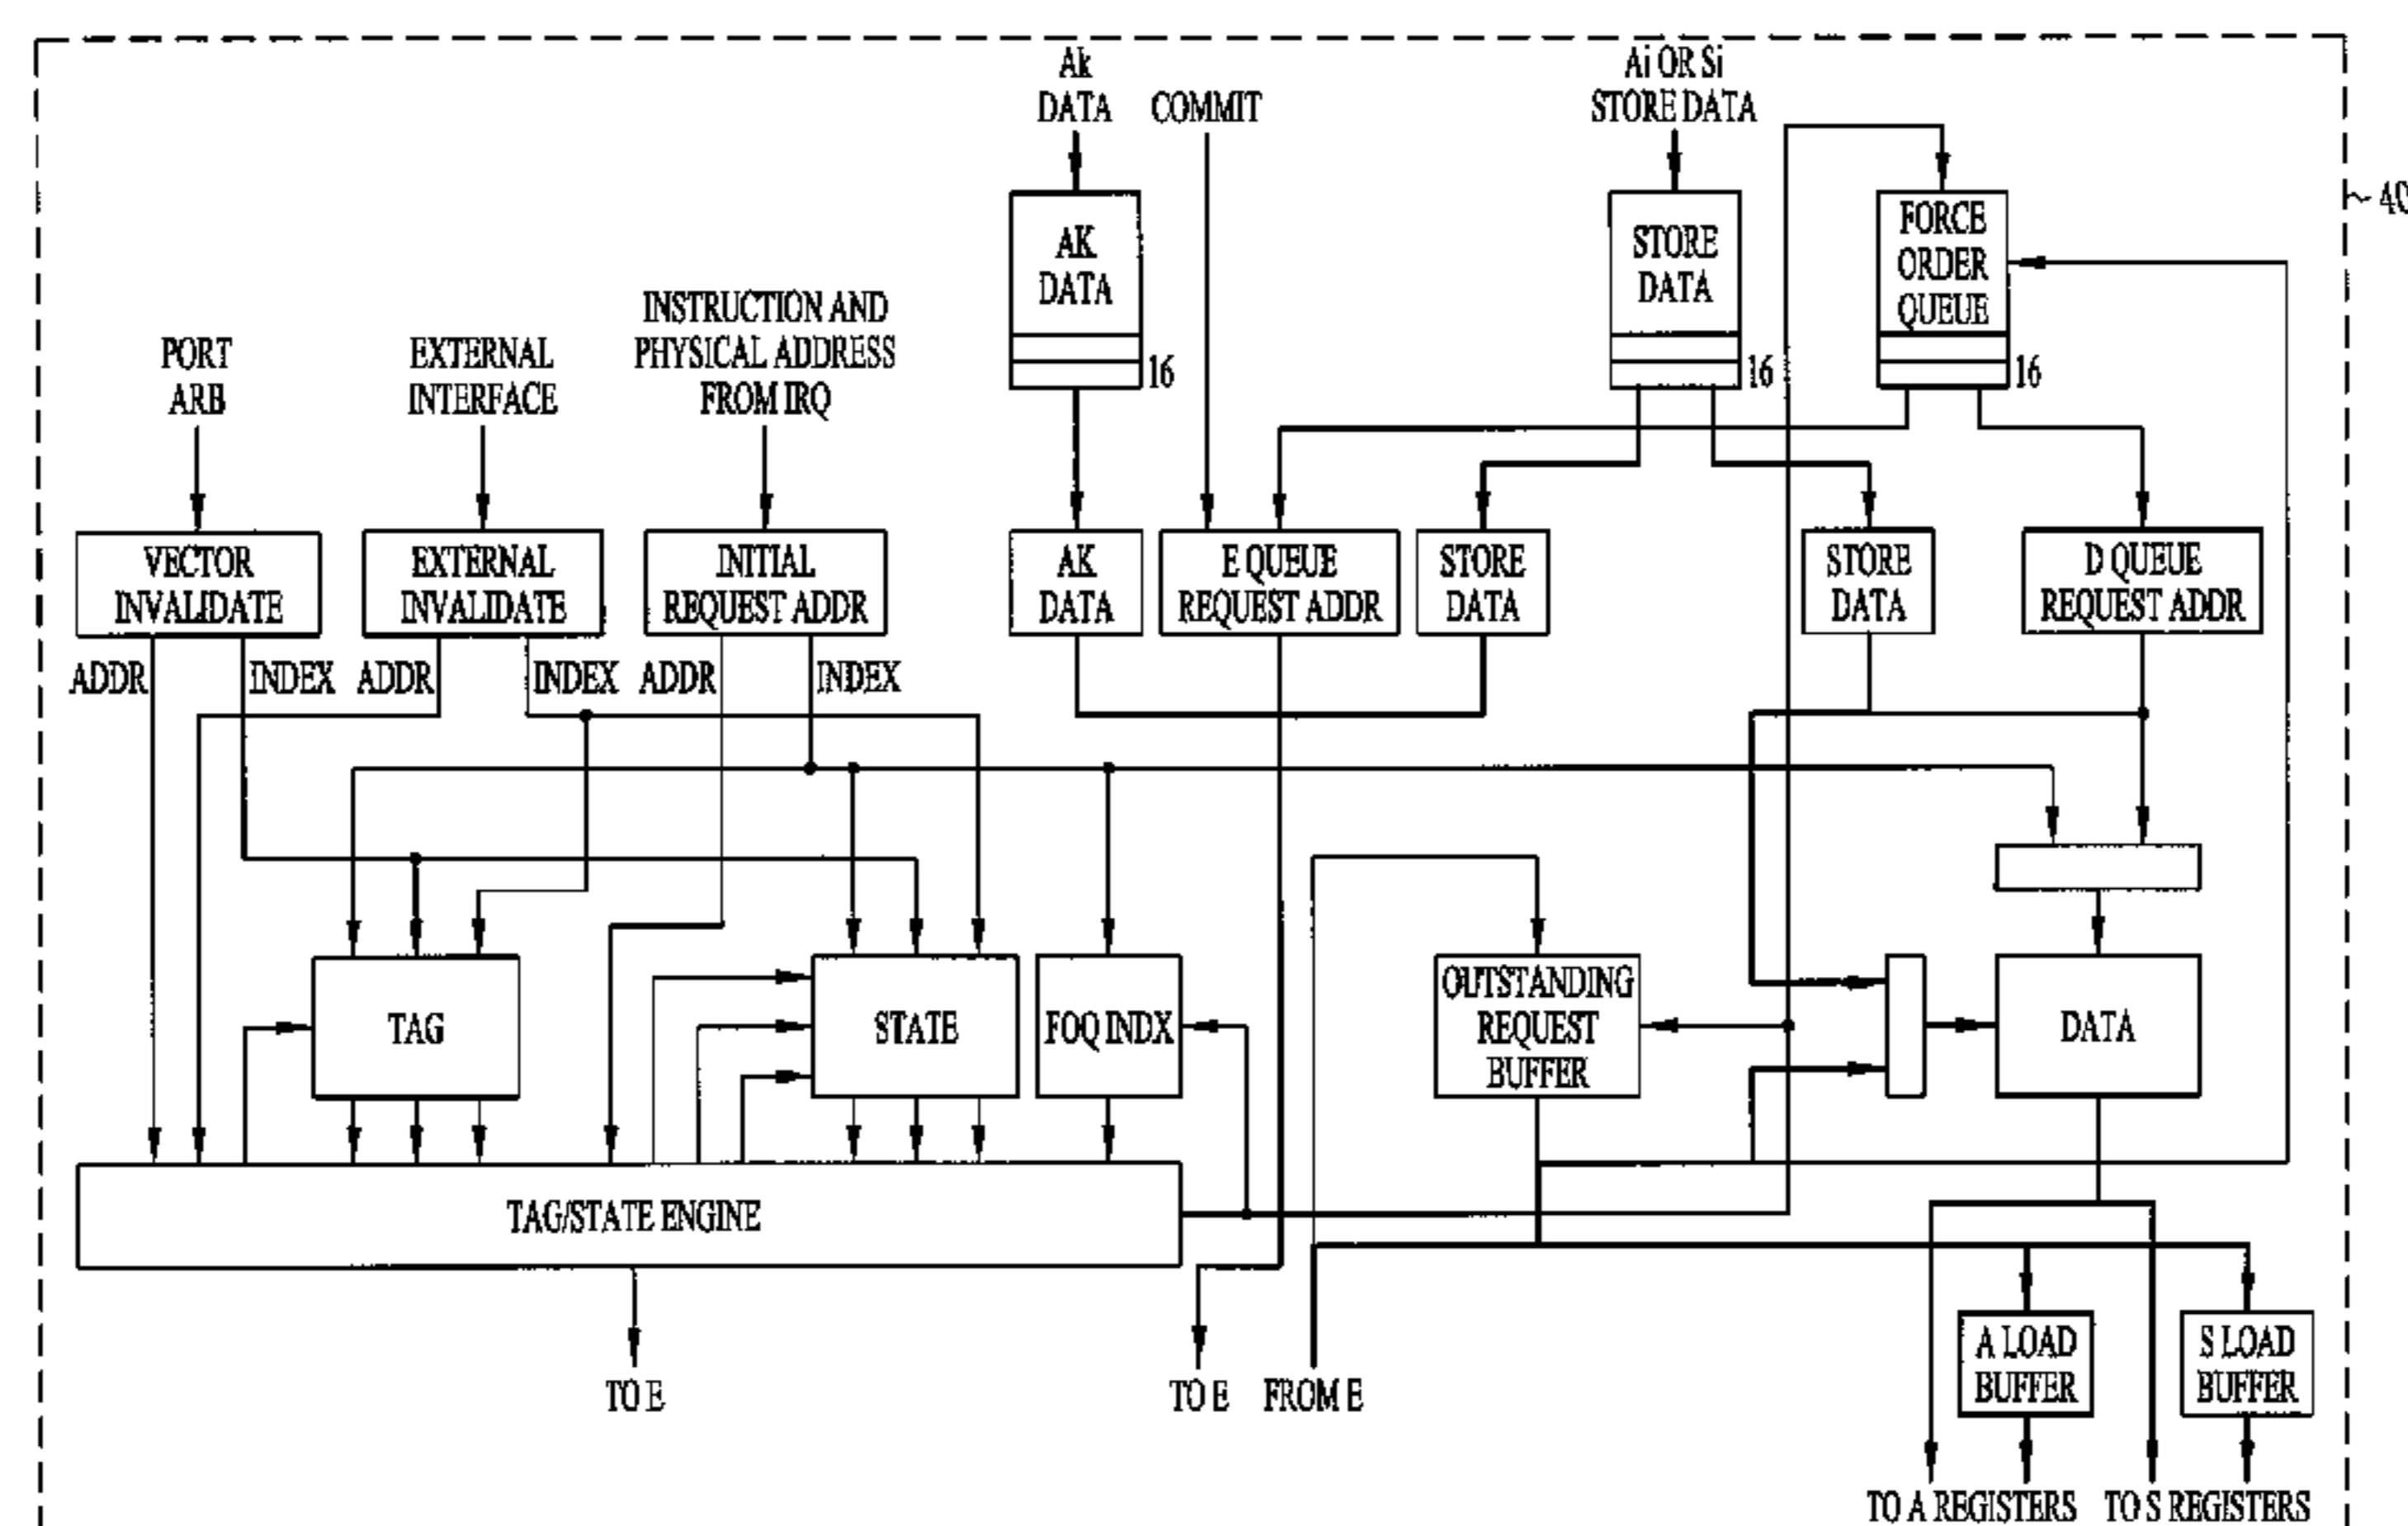 Ak
DATA
COMMIT
Ai OR Si
STORE DATA
AK
DATA
16
STORE
DATA
16
FORCE
ORDER
QUEUE
16
PORT
ARB
EXTERNAL
INTERFACE
INSTRUCTION AND
PHYSICAL ADDRESS
FROM IRQ
VECTOR
INVALIDATE
EXTERNAL
INVALIDATE
INITIAL
REQUEST ADDR
AK
DATA
E QUEUE
REQUEST ADDR
STORE
DATA
STORE
DATA
D QUEUE
REQUEST ADDR
ADDR
INDEX
ADDR
INDEX
ADDR
INDEX
TAG
STATE
FOQ INDX
OUTSTANDING
REQUEST
BUFFER
DATA
TAG/STATE ENGINE
TO E
TO E
FROM E
A LOAD
BUFFER
S LOAD
BUFFER
TO A REGISTERS
TO S REGISTERS